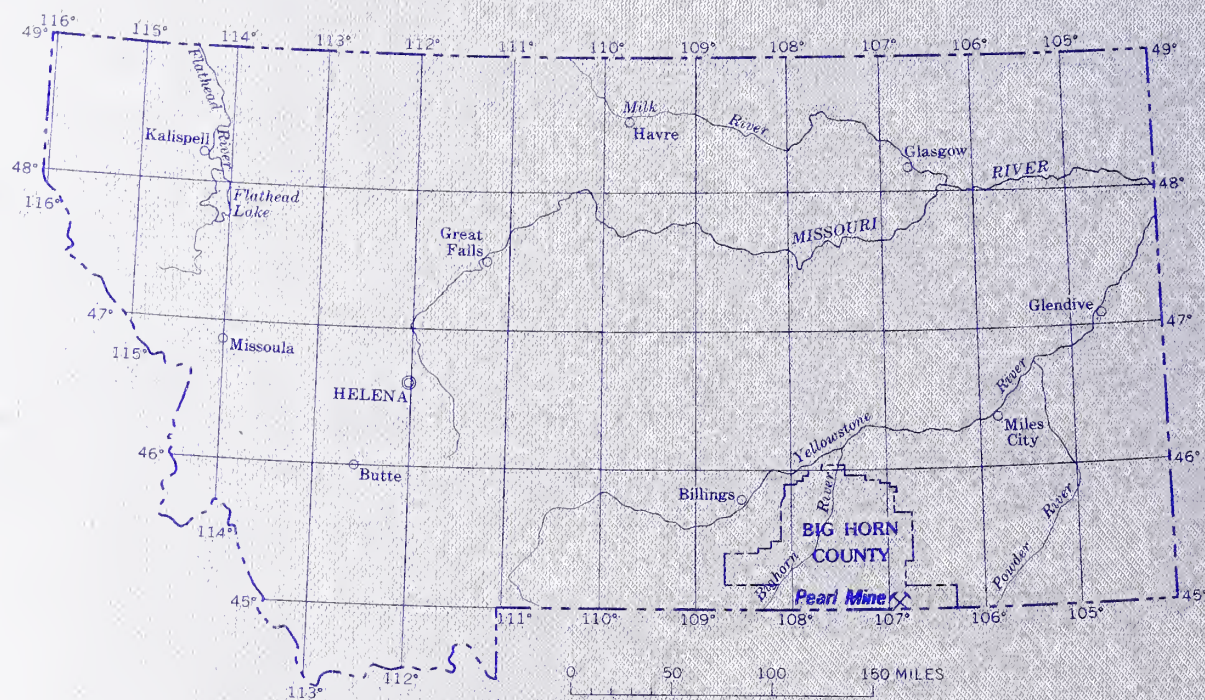 116°
115°
114°
113°
112°
111°
110°
109°
108°
107°
106°
105°
49°
49°
Flathead
River
Kalispell
Milk
River
Havre
Glasgow
RIVER
48°
48°
116°
Flathead
Lake
MISSOURI
Great
Falls
Glendive
47°
47°
115°
Missoula
HELENA
River
Miles
City
Yellowstone
46°
46°
Butte
Billings
River
River
114°
BIG HORN
COUNTY
Bighorn
Powder
45°
Pearl Mine
45°
111°
110°
109°
108°
107°
106°
105°
113°
112°
0
50
100
150 MILES